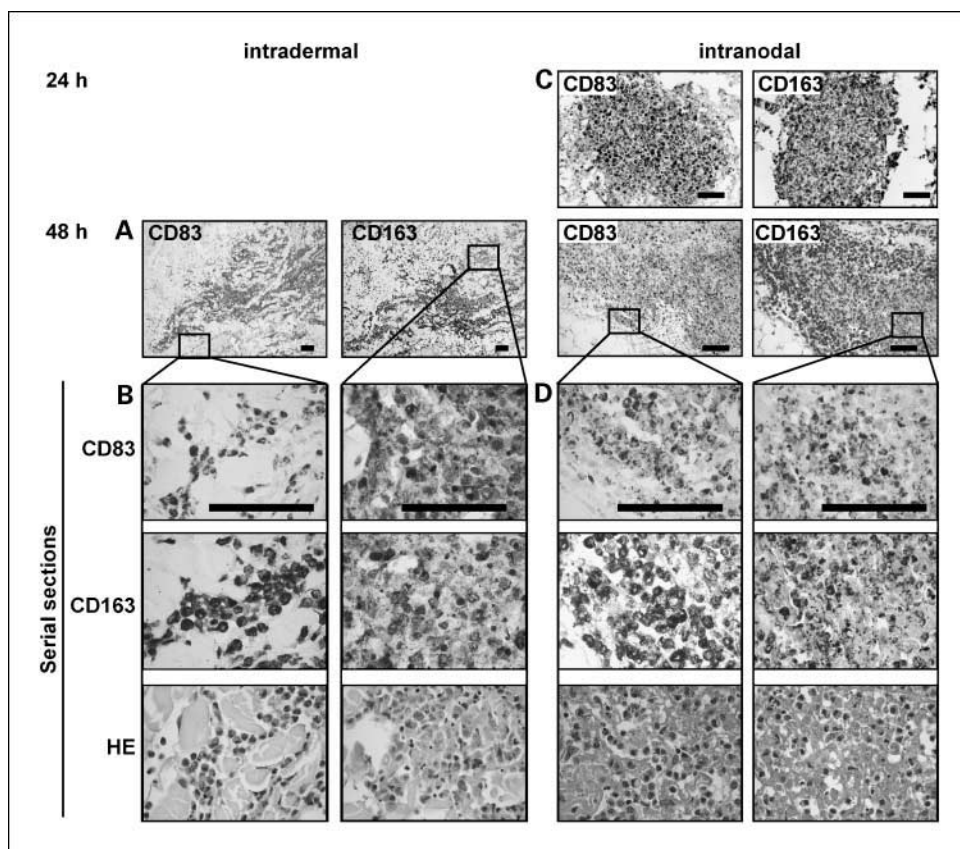 intradermal intranodal
24 h C CD83 CD163
48 h A CD83 CD163 CD83 CD163
B D
CD83
CD163
HE
Serial sections